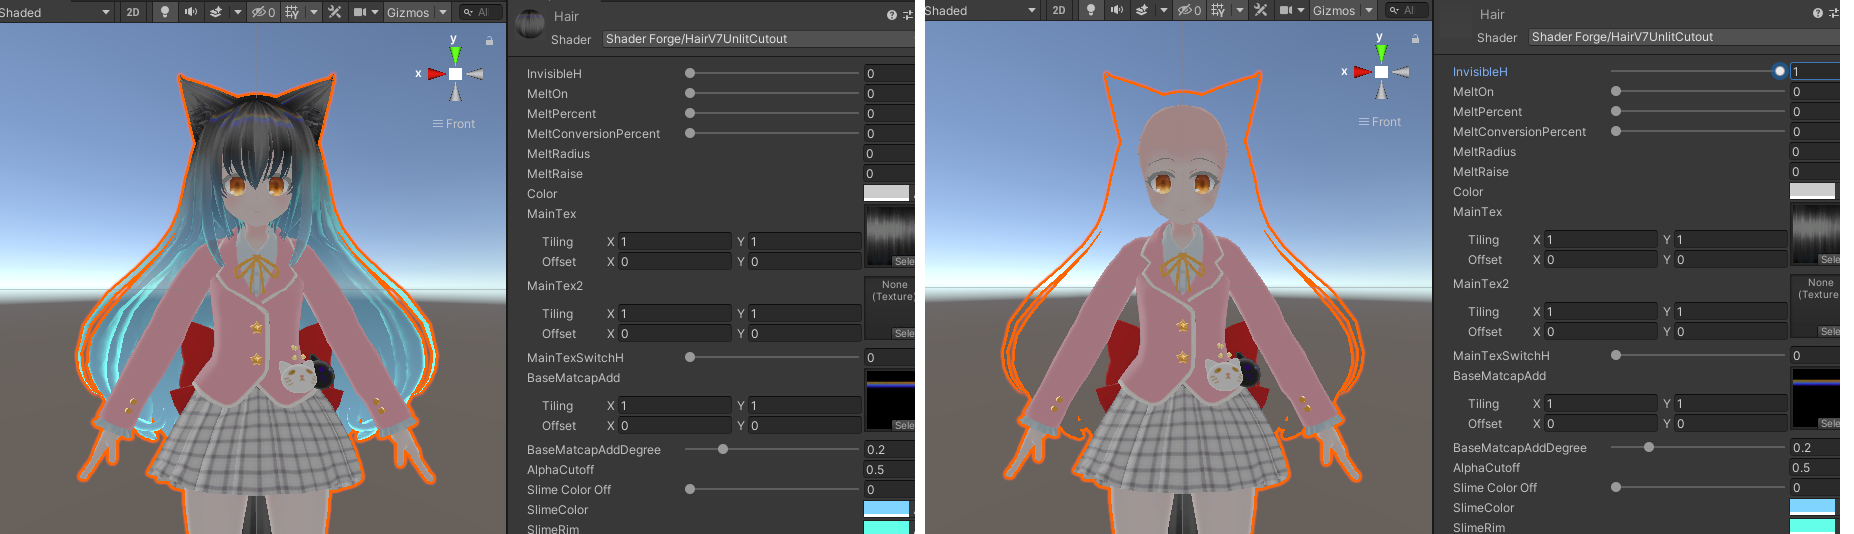 Shaded 2D 0 Gizmos All
y
x
Front
Hair
Shader Shader Forge/HairV7UnlitCutout
InvisibleH 0
MeltOn 0
MeltPercent 0
MeltConversionPercent 0
MeltRadius 0
MeltRaise 0
Color
MainTex
Tiling X 1 Y 1
Offset X 0 Y 0 Sele
MainTex2 None
(Texture
Tiling X 1 Y 1
Offset X 0 Y 0 Sele
MainTexSwitchH 0
BaseMatcapAdd
Tiling X 1 Y 1
Offset X 0 Y 0 Sele
BaseMatcapAddDegree 0.2
AlphaCutoff 0.5
Slime Color Off 0
SlimeColor
SlimeRim
Shaded 2D 0 Gizmos All
y
x
Front
Hair
Shader Shader Forge/HairV7UnlitCutout
InvisibleH 1
MeltOn 0
MeltPercent 0
MeltConversionPercent 0
MeltRadius 0
MeltRaise 0
Color
MainTex
Tiling X 1 Y 1
Offset X 0 Y 0 Sele
MainTex2 None
(Texture
Tiling X 1 Y 1
Offset X 0 Y 0 Sele
MainTexSwitchH 0
BaseMatcapAdd
Tiling X 1 Y 1
Offset X 0 Y 0 Sele
BaseMatcapAddDegree 0.2
AlphaCutoff 0.5
Slime Color Off 0
SlimeColor
SlimeRim